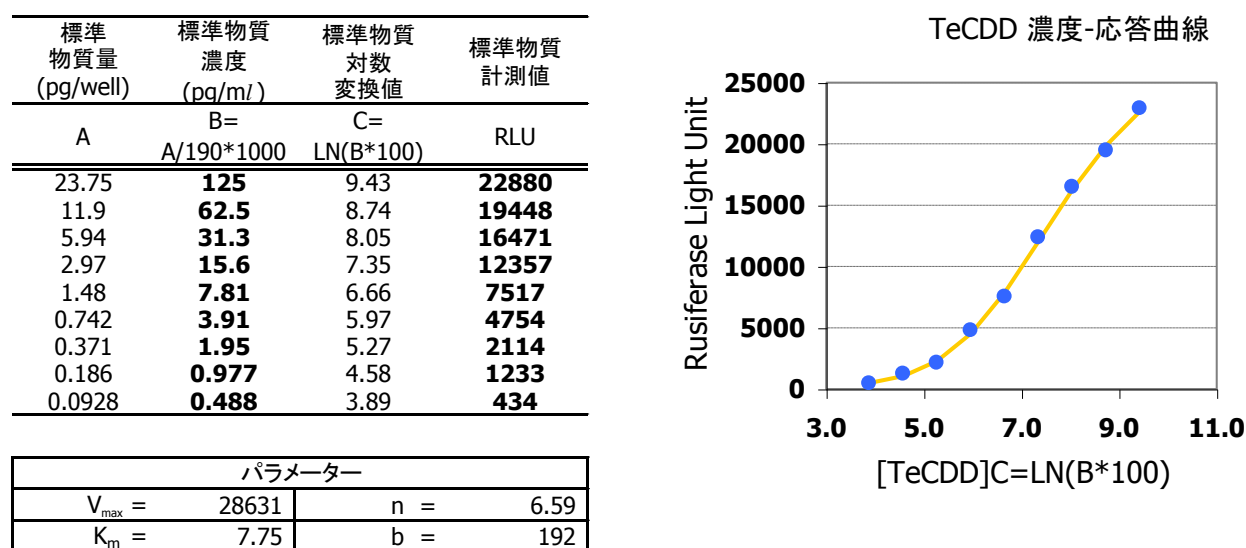 標準
物質量
(pg/well)
標準物質
濃度
(pg/ml)
標準物質
対数
変換値
標準物質
計測値
A
B=
A/190*1000
C=
LN(B*100)
RLU
23.75 125 9.43 22880
11.9 62.5 8.74 19448
5.94 31.3 8.05 16471
2.97 15.6 7.35 12357
1.48 7.81 6.66 7517
0.742 3.91 5.97 4754
0.371 1.95 5.27 2114
0.186 0.977 4.58 1233
0.0928 0.488 3.89 434
パラメーター
Vmax = 28631 n = 6.59
Km = 7.75 b = 192
TeCDD 濃度-応答曲線
Rusiferase Light Unit
25000
20000
15000
10000
5000
0
3.0 5.0 7.0 9.0 11.0
[TeCDD]C=LN(B*100)